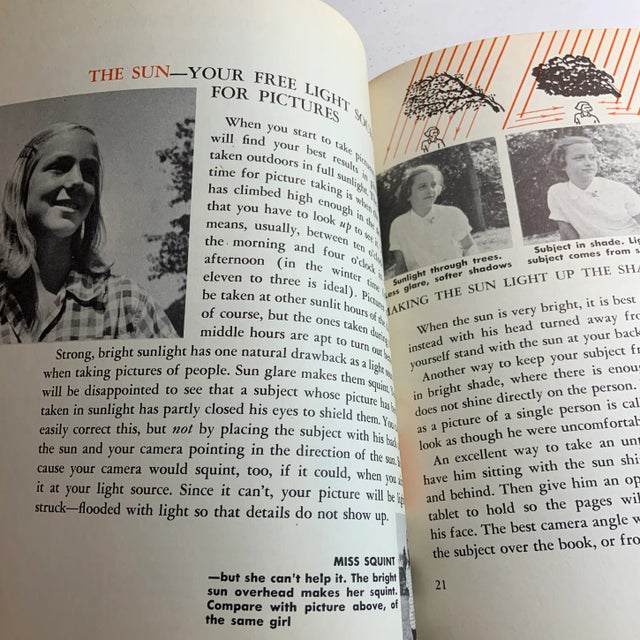 THE SUN—YOUR FREE LIGHT
FOR PICTURES
When you start to take
will find your best results in
taken outdoors in full sunlight.
time for picture taking is when
has climbed high enough in the
that you have to look up to see
means, usually, between ten o'clock
the morning and four o'clock
afternoon (in the winter time
eleven to three is ideal).
be taken at other sunlit hours of the
of course, but the ones taken during
middle hours are apt to turn out
Strong, bright sunlight has one natural drawback as a light
when taking pictures of people. Sun glare makes them squint.
will be disappointed to see that a subject whose picture has
taken in sunlight has partly closed his eyes to shield them. You
easily correct this, but not by placing the subject with his back
the sun and your camera pointing in the direction of the sun.
cause your camera would squint, too, if it could, when you
it at your light source. Since it can't, your picture will be
struck—flooded with light so that details do not show up.
MISS SQUINT
—but she can't help it. The bright
sun overhead makes her squint.
Compare with picture above, of
the same girl
Sunlight through trees.
Less glare, softer shadows
Subject in shade.
subject comes from
MAKING THE SUN LIGHT UP THE
When the sun is very bright, it is best
instead with his head turned away
yourself stand with the sun at your
Another way to keep your subject
in bright shade, where there is
does not shine directly on the person.
as a picture of a single person is
look as though he were
An excellent way to take an
have him sitting with the sun
and behind. Then give him an
tablet to hold so the pages
his face. The best camera angle
the subject over the book, or
21